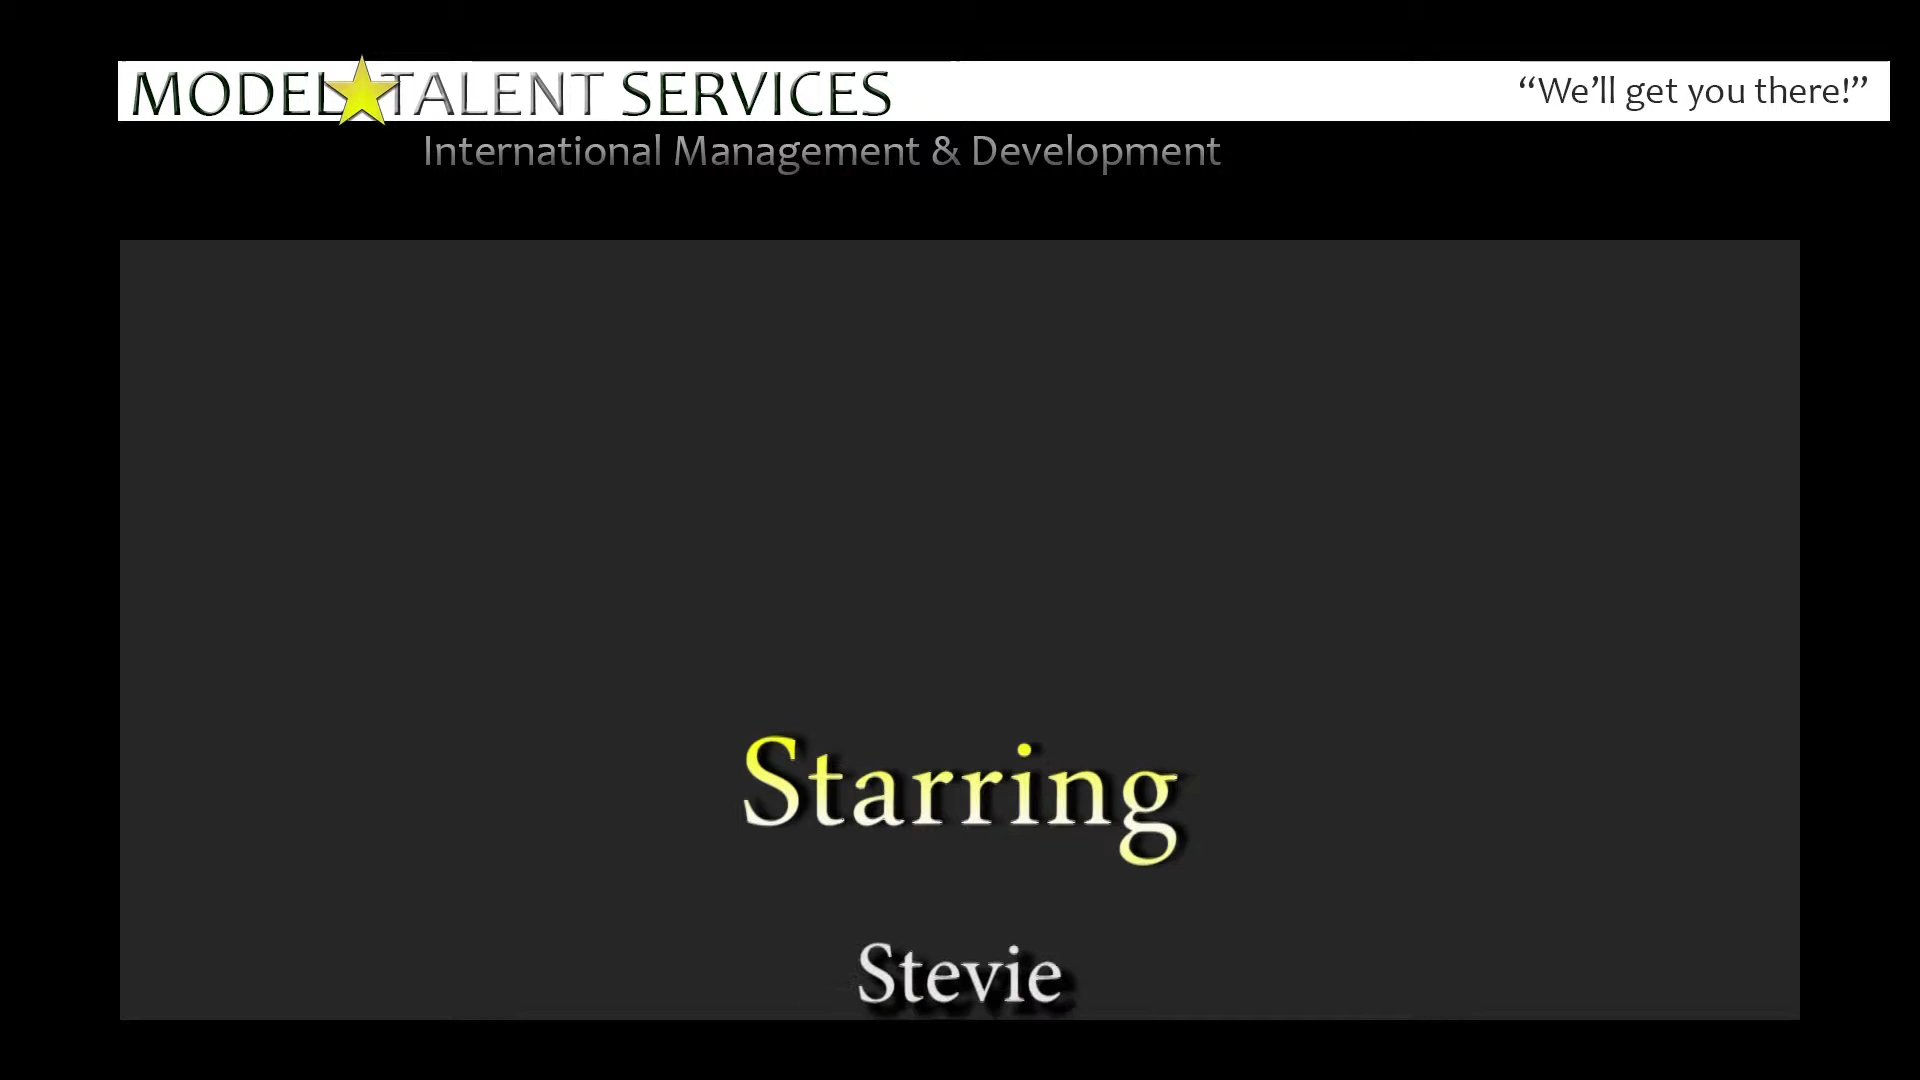 MODEL TALENT SERVICES
“We’ll get you there!”
International Management & Development
Starring
Stevie